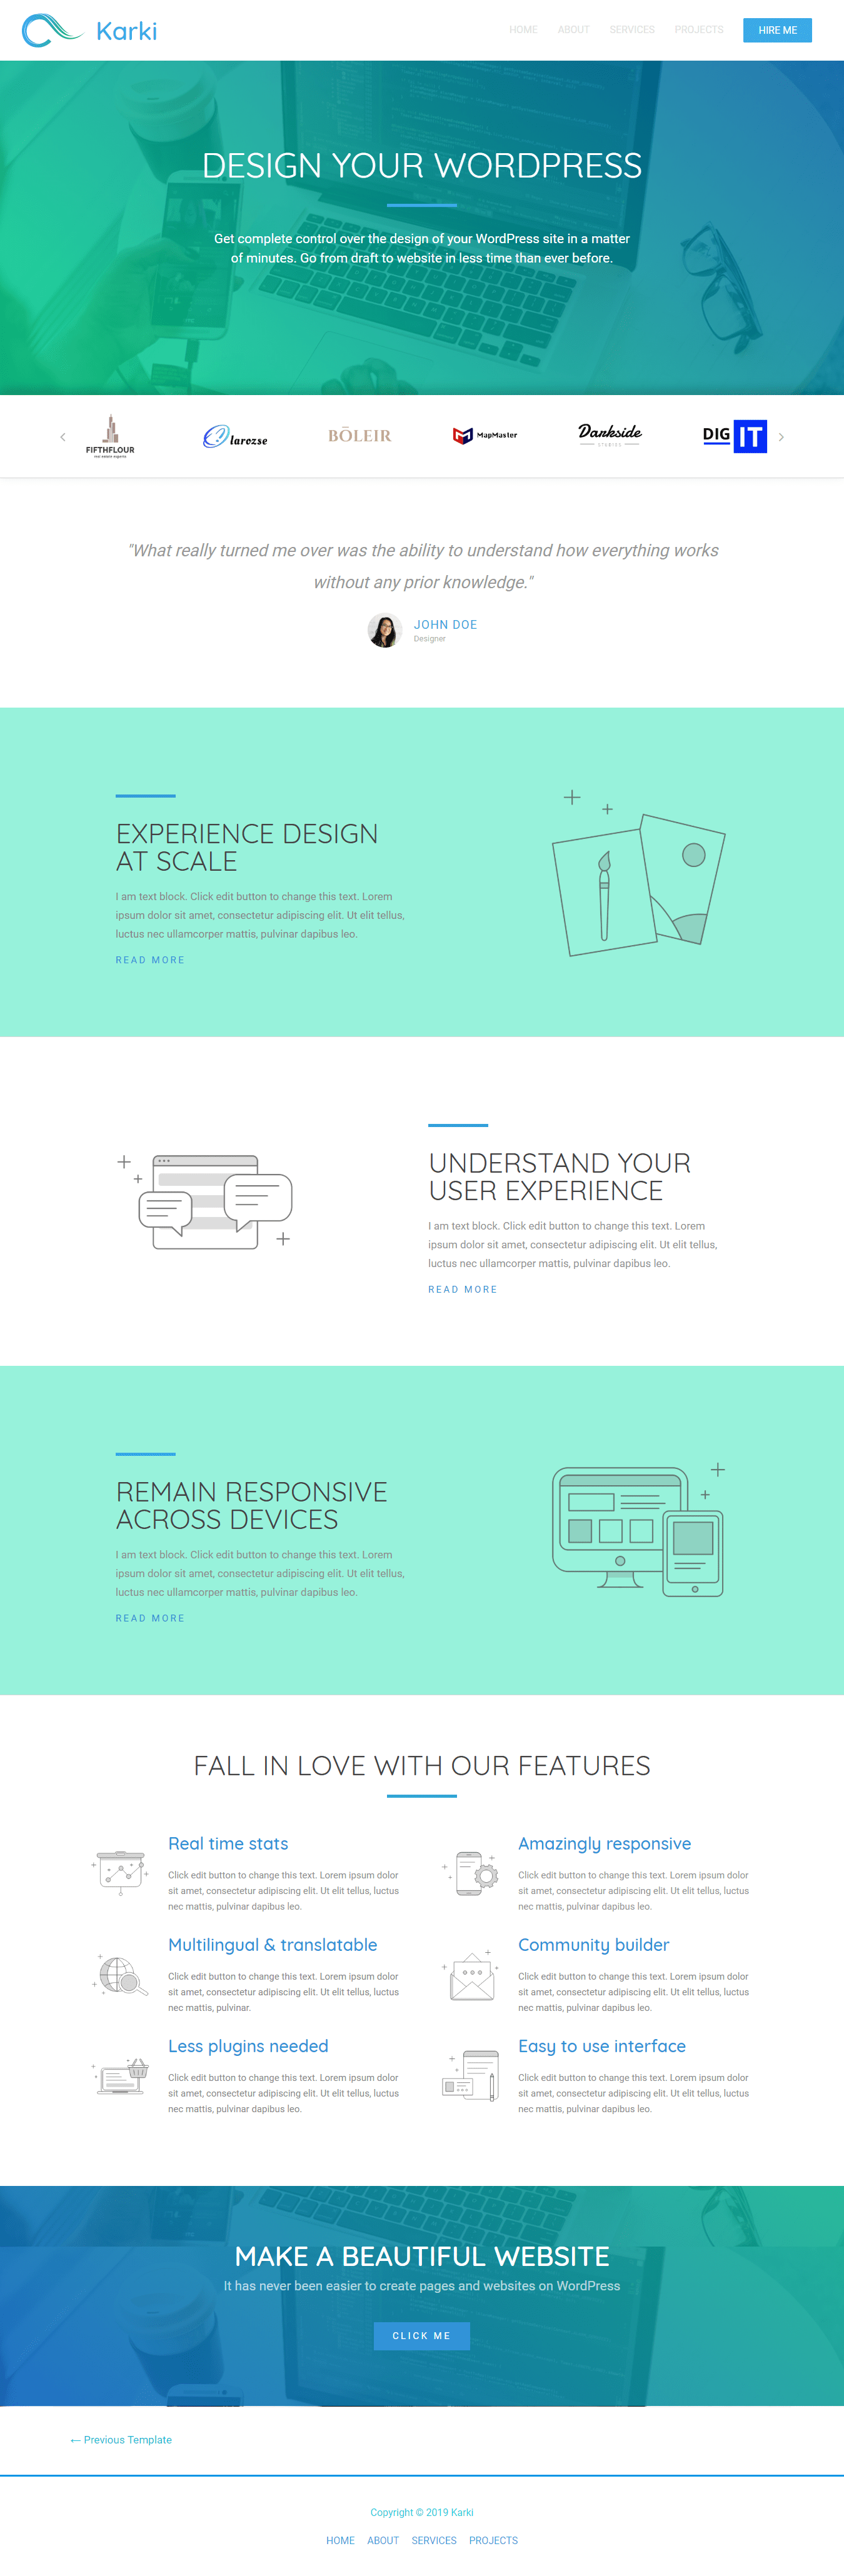 Karki
HOME ABOUT SERVICES PROJECTS HIRE ME
DESIGN YOUR WORDPRESS
Get complete control over the design of your WordPress site in a matter
of minutes. Go from draft to website in less time than ever before.
FIFTHFLOUR
real estate experts
larozse
BŌLEIR
MapMaster
Darkside
STUDIOS
DIG IT
"What really turned me over was the ability to understand how everything works
without any prior knowledge."
JOHN DOE
Designer
EXPERIENCE DESIGN
AT SCALE
I am text block. Click edit button to change this text. Lorem
ipsum dolor sit amet, consectetur adipiscing elit. Ut elit tellus,
luctus nec ullamcorper mattis, pulvinar dapibus leo.
READ MORE
UNDERSTAND YOUR
USER EXPERIENCE
I am text block. Click edit button to change this text. Lorem
ipsum dolor sit amet, consectetur adipiscing elit. Ut elit tellus,
luctus nec ullamcorper mattis, pulvinar dapibus leo.
READ MORE
REMAIN RESPONSIVE
ACROSS DEVICES
I am text block. Click edit button to change this text. Lorem
ipsum dolor sit amet, consectetur adipiscing elit. Ut elit tellus,
luctus nec ullamcorper mattis, pulvinar dapibus leo.
READ MORE
FALL IN LOVE WITH OUR FEATURES
Real time stats
Click edit button to change this text. Lorem ipsum dolor
sit amet, consectetur adipiscing elit. Ut elit tellus, luctus
nec mattis, pulvinar dapibus leo.
Amazingly responsive
Click edit button to change this text. Lorem ipsum dolor
sit amet, consectetur adipiscing elit. Ut elit tellus, luctus
nec mattis, pulvinar dapibus leo.
Multilingual & translatable
Click edit button to change this text. Lorem ipsum dolor
sit amet, consectetur adipiscing elit. Ut elit tellus, luctus
nec mattis, pulvinar.
Community builder
Click edit button to change this text. Lorem ipsum dolor
sit amet, consectetur adipiscing elit. Ut elit tellus, luctus
nec mattis, pulvinar dapibus leo.
Less plugins needed
Click edit button to change this text. Lorem ipsum dolor
sit amet, consectetur adipiscing elit. Ut elit tellus, luctus
nec mattis, pulvinar dapibus leo.
Easy to use interface
Click edit button to change this text. Lorem ipsum dolor
sit amet, consectetur adipiscing elit. Ut elit tellus, luctus
nec mattis, pulvinar dapibus leo.
MAKE A BEAUTIFUL WEBSITE
It has never been easier to create pages and websites on WordPress
CLICK ME
← Previous Template
Copyright © 2019 Karki
HOME ABOUT SERVICES PROJECTS